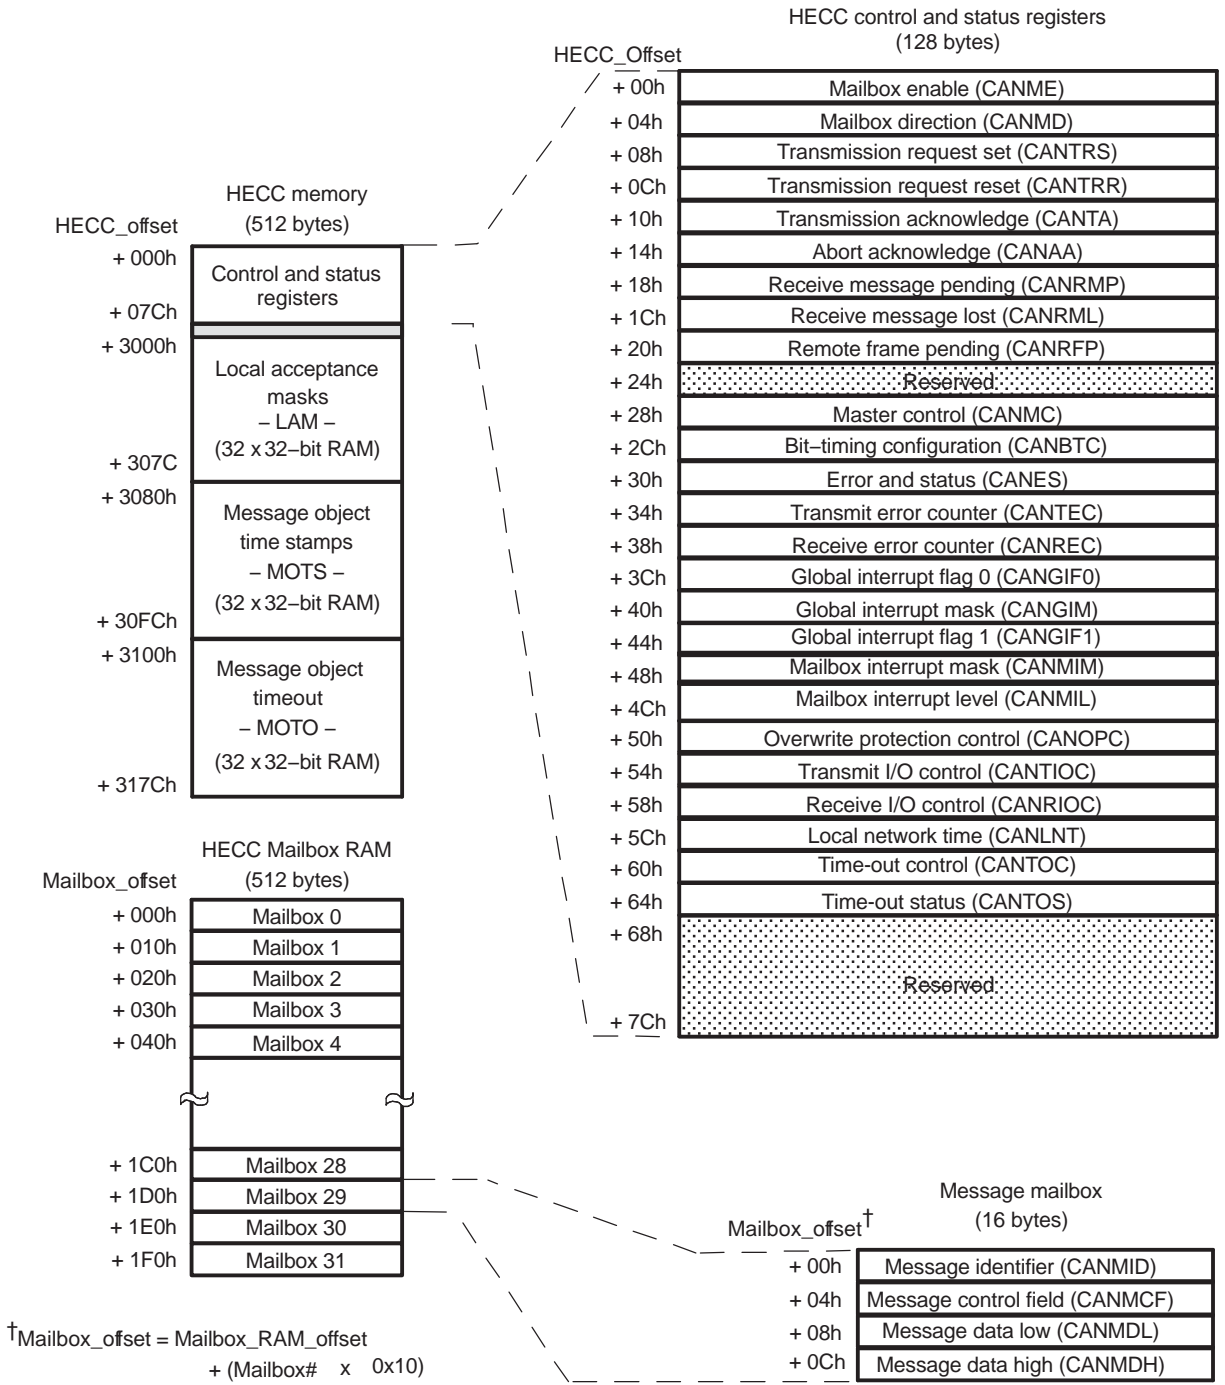 HECC control and status registers
(128 bytes)
HECC_Offset
+ 00h Mailbox enable (CANME)
+ 04h Mailbox direction (CANMD)
+ 08h Transmission request set (CANTRS)
+ 0Ch Transmission request reset (CANTRR)
+ 10h Transmission acknowledge (CANTA)
+ 14h Abort acknowledge (CANAA)
+ 18h Receive message pending (CANRMP)
+ 1Ch Receive message lost (CANRML)
+ 20h Remote frame pending (CANRFP)
+ 24h Reserved
+ 28h Master control (CANMC)
+ 2Ch Bit–timing configuration (CANBTC)
+ 30h Error and status (CANES)
+ 34h Transmit error counter (CANTEC)
+ 38h Receive error counter (CANREC)
+ 3Ch Global interrupt flag 0 (CANGIF0)
+ 40h Global interrupt mask (CANGIM)
+ 44h Global interrupt flag 1 (CANGIF1)
+ 48h Mailbox interrupt mask (CANMIM)
+ 4Ch Mailbox interrupt level (CANMIL)
+ 50h Overwrite protection control (CANOPC)
+ 54h Transmit I/O control (CANTIOC)
+ 58h Receive I/O control (CANRIOC)
+ 5Ch Local network time (CANLNT)
+ 60h Time-out control (CANTOC)
+ 64h Time-out status (CANTOS)
+ 68h
Reserved
+ 7Ch
HECC memory
(512 bytes)
HECC_offset
+ 000h
Control and status
registers
+ 07Ch
+ 3000h
Local acceptance
masks
– LAM –
(32 x 32–bit RAM)
+ 307C
+ 3080h
Message object
time stamps
– MOTS –
(32 x 32–bit RAM)
+ 30FCh
+ 3100h
Message object
timeout
– MOTO –
(32 x 32–bit RAM)
+ 317Ch
HECC Mailbox RAM
(512 bytes)
Mailbox_offset
+ 000h Mailbox 0
+ 010h Mailbox 1
+ 020h Mailbox 2
+ 030h Mailbox 3
+ 040h Mailbox 4
+ 1C0h Mailbox 28
+ 1D0h Mailbox 29
+ 1E0h Mailbox 30
+ 1F0h Mailbox 31
Message mailbox
(16 bytes)
Mailbox_offset†
+ 00h Message identifier (CANMID)
+ 04h Message control field (CANMCF)
+ 08h Message data low (CANMDL)
+ 0Ch Message data high (CANMDH)
†Mailbox_offset = Mailbox_RAM_offset
+ (Mailbox# x 0x10)